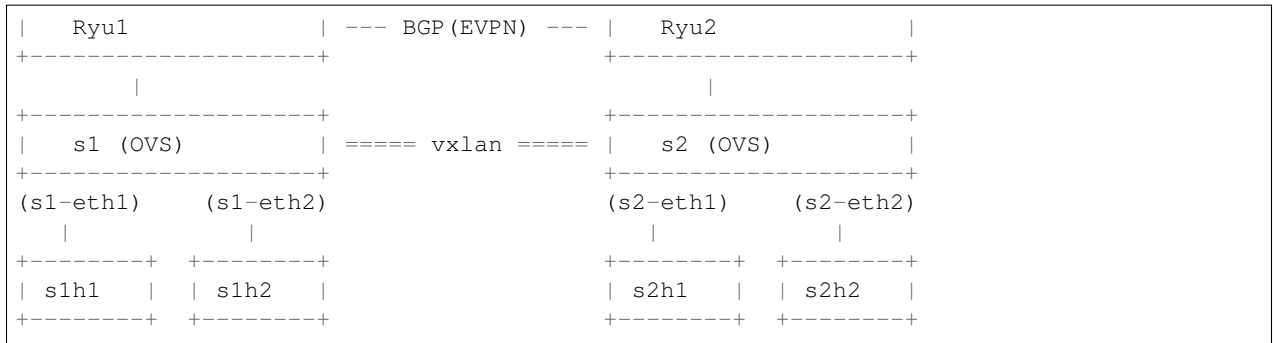 |   Ryu1             | --- BGP(EVPN) --- |   Ryu2             |
+--------------------+                   +--------------------+
        |                                       |
+--------------------+                   +--------------------+
|   s1 (OVS)         | ===== vxlan ===== |   s2 (OVS)         |
+--------------------+                   +--------------------+
(s1-eth1)    (s1-eth2)                   (s2-eth1)    (s2-eth2)
   |            |                           |            |
+--------+  +--------+                   +--------+  +--------+
| s1h1   |  | s1h2   |                   | s2h1   |  | s2h2   |
+--------+  +--------+                   +--------+  +--------+